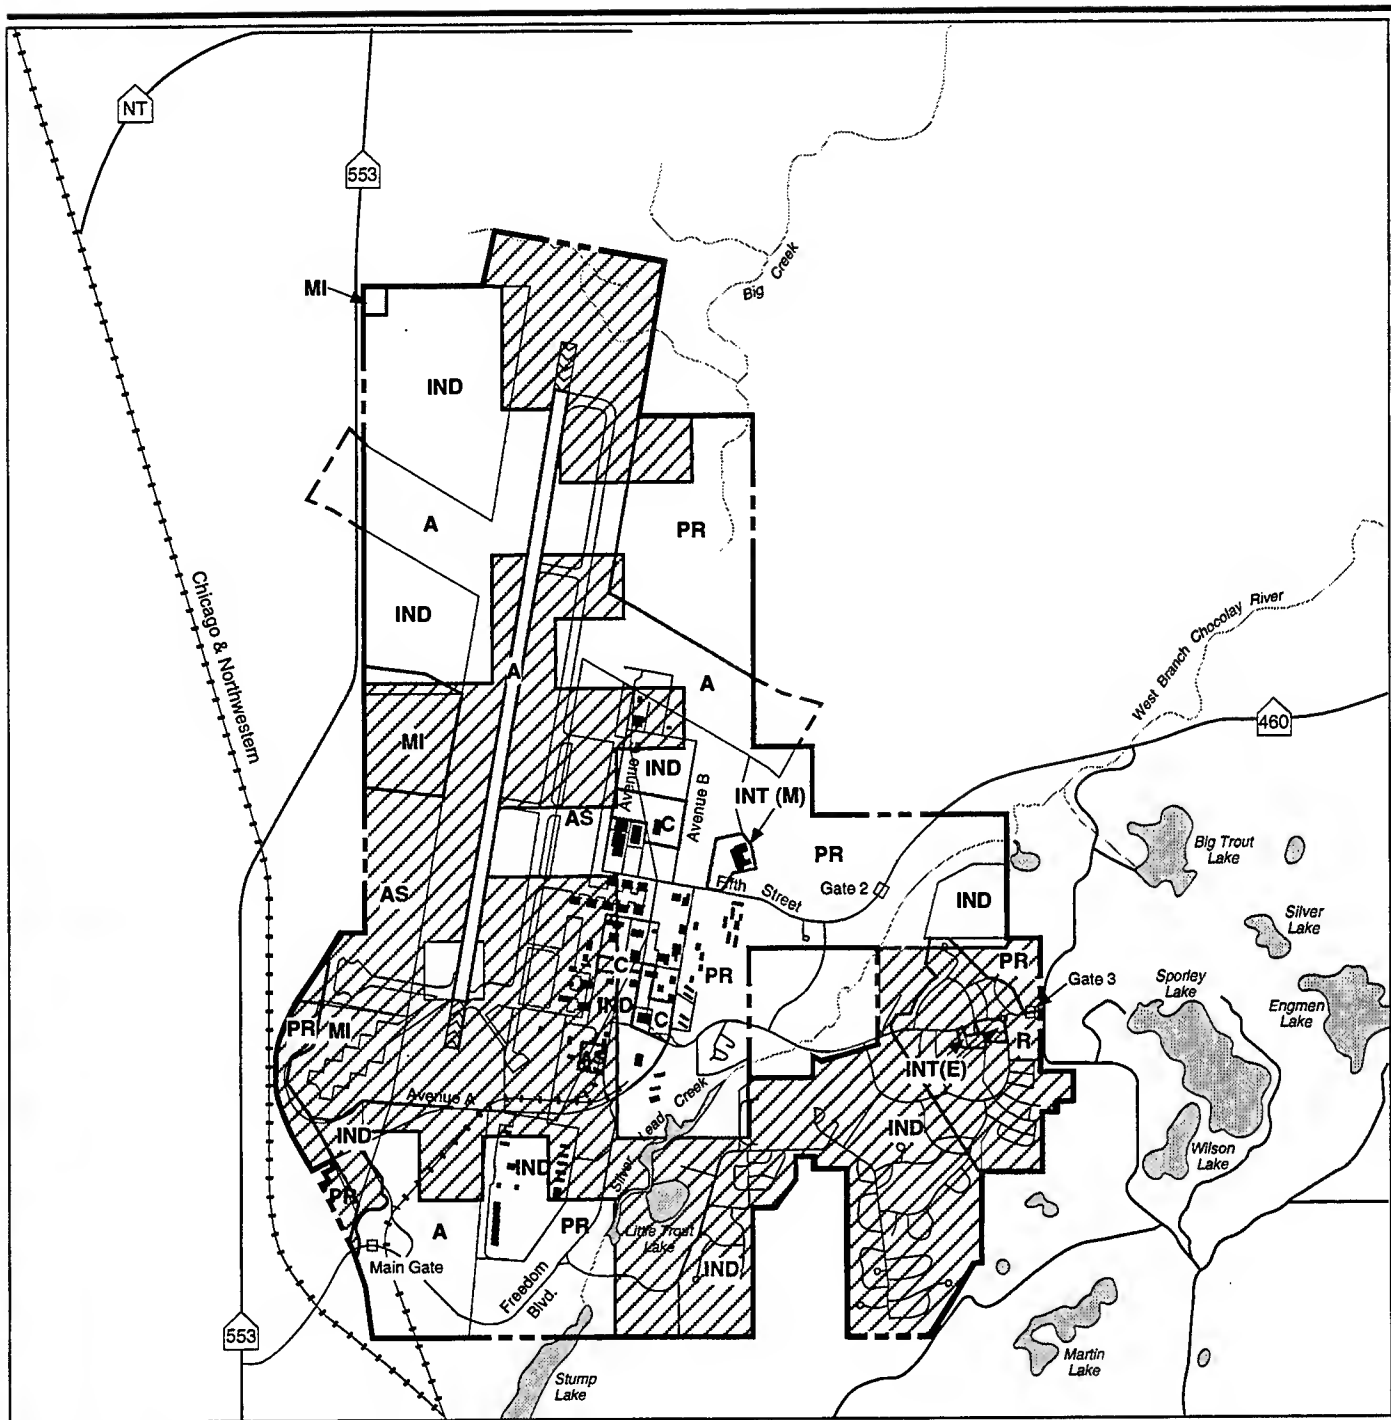 NT
553
Big Creek
MI
IND
A
PR
Chicago & Northwestern
IND
West Branch Chocolay River
A
A
460
MI
IND
Avenue B
INT (M)
AS
C
PR
Big Trout
Lake
Fifth Street
Gate 2
AS
IND
Silver
Lake
C
PR
PR
Gate 3
Sporley
Lake
Engmen
Lake
IND
C
PR
MI
R
INT(E)
Avenue A
Silver Lead Creek
IND
IND
IND
Wilson
Lake
PR
A
PR
Little Trout
Lake
Main Gate
IND
Freedom
Blvd.
553
Martin
Lake
Stump
Lake